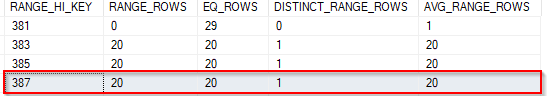 RANGE_HI_KEY RANGE_ROWS EQ_ROWS DISTINCT_RANGE_ROWS AVG_RANGE_ROWS
381 0 29 0 1
383 20 20 1 20
385 20 20 1 20
387 20 20 1 20